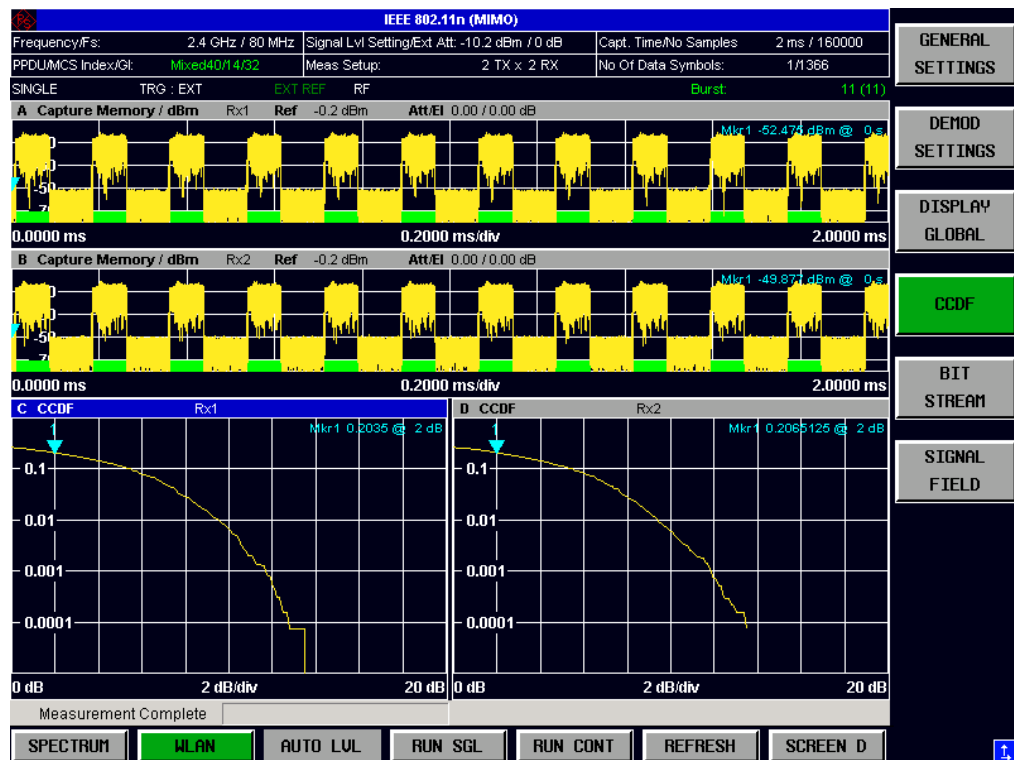 IEEE 802.11n (MIMO)
Frequency/Fs: 2.4 GHz / 80 MHz Signal Lvl Setting/Ext Att: -10.2 dBm / 0 dB Capt. Time/No Samples 2 ms / 160000
PPDU/MCS Index/GI: Mixed40/14/32 Meas Setup: 2 TX x 2 RX No Of Data Symbols: 1/1366
SINGLE TRG : EXT EXT REF RF Burst: 11 (11)
A Capture Memory / dBm Rx1 Ref -0.2 dBm Att/El 0.00 / 0.00 dB
Mkr1 -52.475 dBm @ 0 s
-50
0.0000 ms 0.2000 ms/div 2.0000 ms
B Capture Memory / dBm Rx2 Ref -0.2 dBm Att/El 0.00 / 0.00 dB
Mkr1 -49.877 dBm @ 0 s
-50
0.0000 ms 0.2000 ms/div 2.0000 ms
C CCDF Rx1
1 Mkr1 0.2035 @ 2 dB
0.1
0.01
0.001
0.0001
0 dB 2 dB/div 20 dB
D CCDF Rx2
1 Mkr1 0.2065125 @ 2 dB
0.1
0.01
0.001
0.0001
0 dB 2 dB/div 20 dB
Measurement Complete
SPECTRUM WLAN AUTO LVL RUN SGL RUN CONT REFRESH SCREEN D
GENERAL
SETTINGS
DEMOD
SETTINGS
DISPLAY
GLOBAL
CCDF
BIT
STREAM
SIGNAL
FIELD